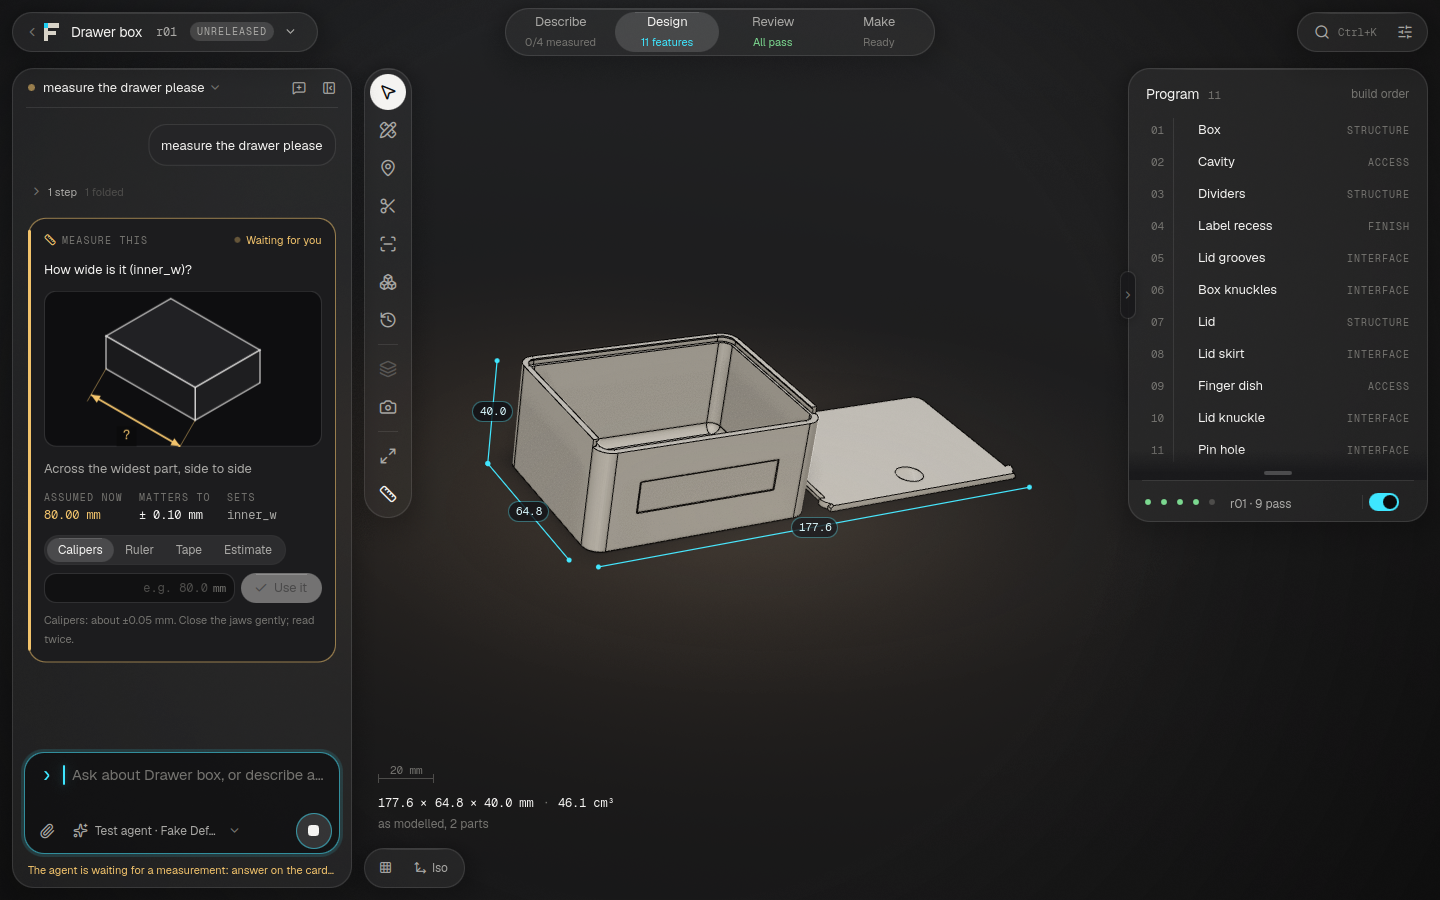 Drawer box r01 UNRELEASED
Describe
0/4 measured
Design
11 features
Review
All pass
Make
Ready
Ctrl+K
measure the drawer please
measure the drawer please
1 step 1 folded
MEASURE THIS
Waiting for you
How wide is it (inner_w)?
?
Across the widest part, side to side
ASSUMED NOW MATTERS TO SETS
80.00 mm ± 0.10 mm inner_w
Calipers Ruler Tape Estimate
e.g. 80.0 mm Use it
Calipers: about ±0.05 mm. Close the jaws gently; read
twice.
Ask about Drawer box, or describe a…
Test agent · Fake Def…
The agent is waiting for a measurement: answer on the card…
40.0
64.8
177.6
20 mm
177.6 × 64.8 × 40.0 mm · 46.1 cm³
as modelled, 2 parts
Iso
Program 11 build order
01 Box STRUCTURE
02 Cavity ACCESS
03 Dividers STRUCTURE
04 Label recess FINISH
05 Lid grooves INTERFACE
06 Box knuckles INTERFACE
07 Lid STRUCTURE
08 Lid skirt INTERFACE
09 Finger dish ACCESS
10 Lid knuckle INTERFACE
11 Pin hole INTERFACE
r01 · 9 pass